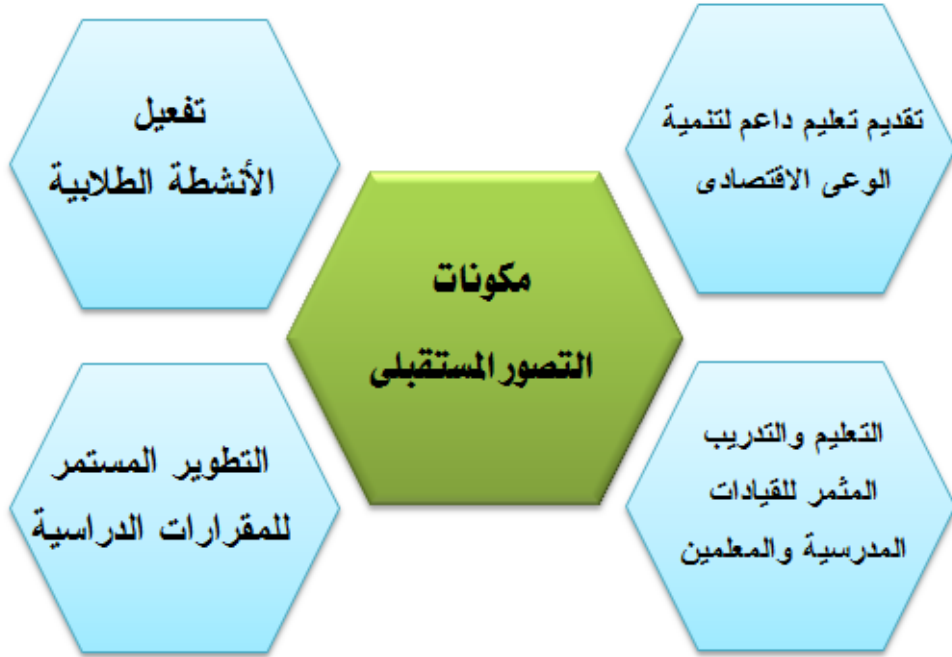 مكونات
التصور المستقبلى
تقديم تعليم داعم لتنمية
الوعى الاقتصادى
تفعيل
الأنشطة الطلابية
التعليم والتدريب
المثمر للقيادات
المدرسية والمعلمين
التطوير المستمر
للمقرارات الدراسية